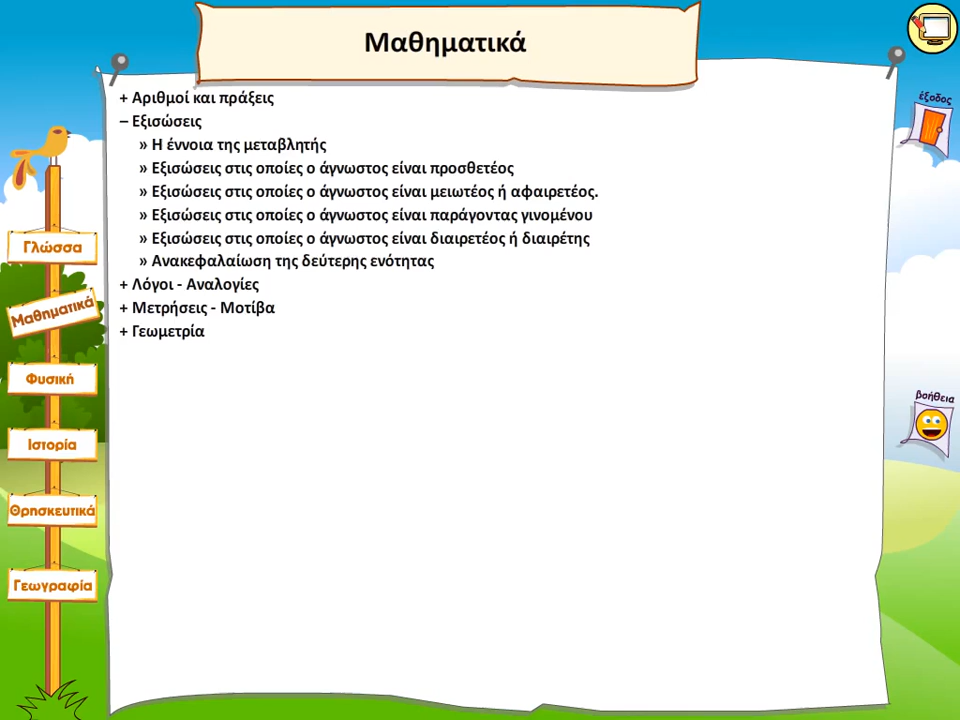 Μαθηματικά
+ Αριθμοί και πράξεις
– Εξισώσεις
» Η έννοια της μεταβλητής
» Εξισώσεις στις οποίες ο άγνωστος είναι προσθετέος
» Εξισώσεις στις οποίες ο άγνωστος είναι μειωτέος ή αφαιρετέος.
» Εξισώσεις στις οποίες ο άγνωστος είναι παράγοντας γινομένου
» Εξισώσεις στις οποίες ο άγνωστος είναι διαιρετέος ή διαιρέτης
» Ανακεφαλαίωση της δεύτερης ενότητας
+ Λόγοι - Αναλογίες
+ Μετρήσεις - Μοτίβα
+ Γεωμετρία
Γλώσσα
Μαθηματικά
Φυσική
Ιστορία
Θρησκευτικά
Γεωγραφία
έξοδος
βοήθεια